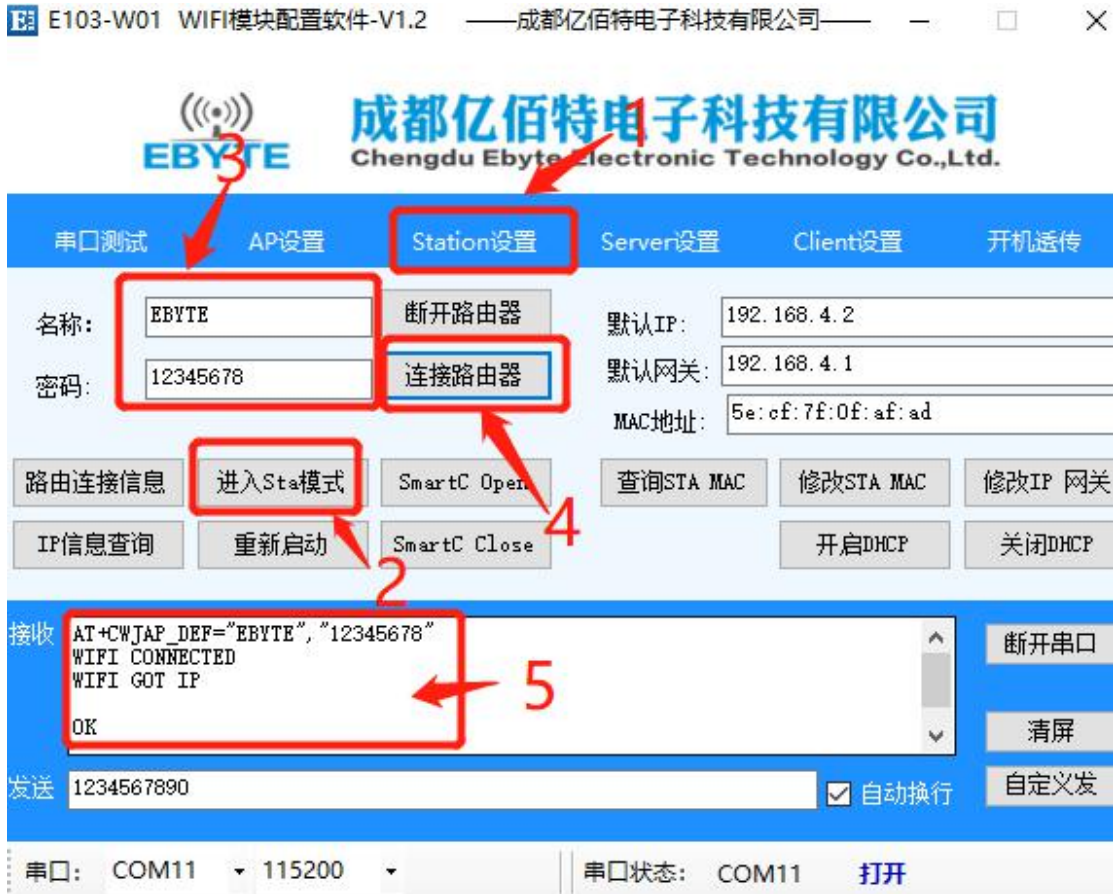 E103-W01 WIFI模块配置软件-V1.2 ——成都亿佰特电子科技有限公司——
EBYTE
成都亿佰特电子科技有限公司
Chengdu Ebyte Electronic Technology Co.,Ltd.
1
3
串口测试 AP设置 Station设置 Server设置 Client设置 开机透传
名称: EBYTE 断开路由器 默认IP: 192.168.4.2
密码: 12345678 连接路由器 默认网关: 192.168.4.1
MAC地址: 5e:cf:7f:0f:af:ad
路由连接信息 进入Sta模式 SmartC Open 查询STA MAC 修改STA MAC 修改IP 网关
4
IP信息查询 重新启动 SmartC Close 开启DHCP 关闭DHCP
2
接收 AT+CWJAP_DEF="EBYTE","12345678" 断开串口
WIFI CONNECTED
WIFI GOT IP
5
OK 清屏
发送 1234567890 自动换行 自定义发
串口: COM11 115200 串口状态: COM11 打开